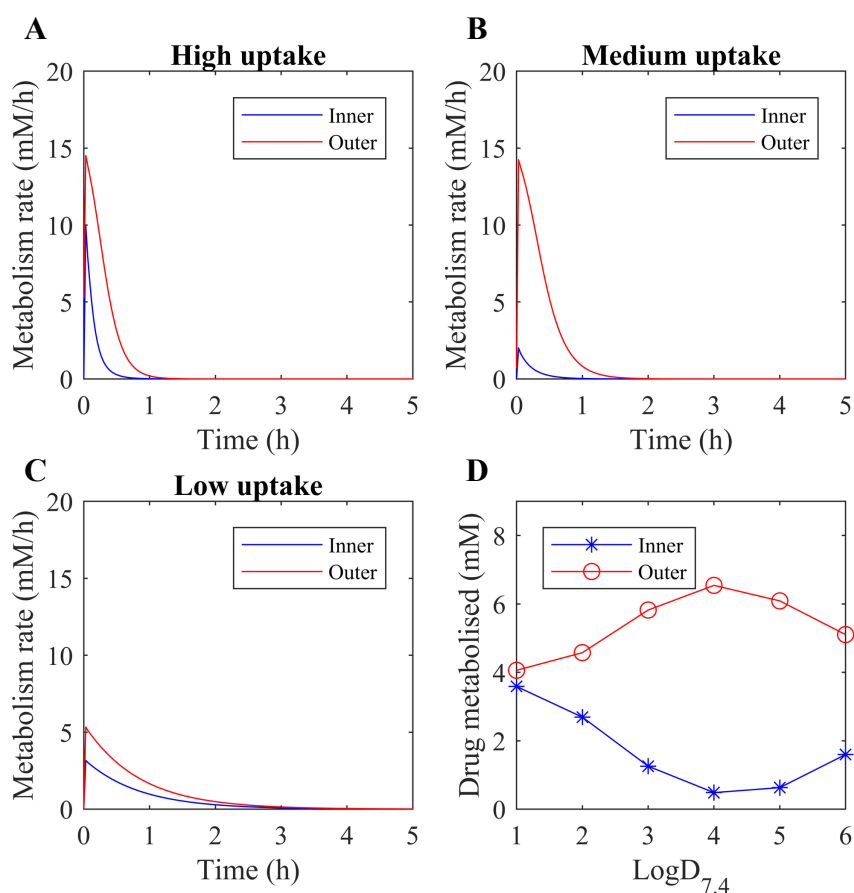 A
High uptake
Metabolism rate (mM/h)
20
15
10
5
0
Inner
Outer
0 1 2 3 4 5
Time (h)
B
Medium uptake
Metabolism rate (mM/h)
20
15
10
5
0
Inner
Outer
0 1 2 3 4 5
Time (h)
C
Low uptake
Metabolism rate (mM/h)
20
15
10
5
0
Inner
Outer
0 1 2 3 4 5
Time (h)
D
Drug metabolised (mM)
8
6
4
2
0
Inner
Outer
1 2 3 4 5 6
LogD7.4